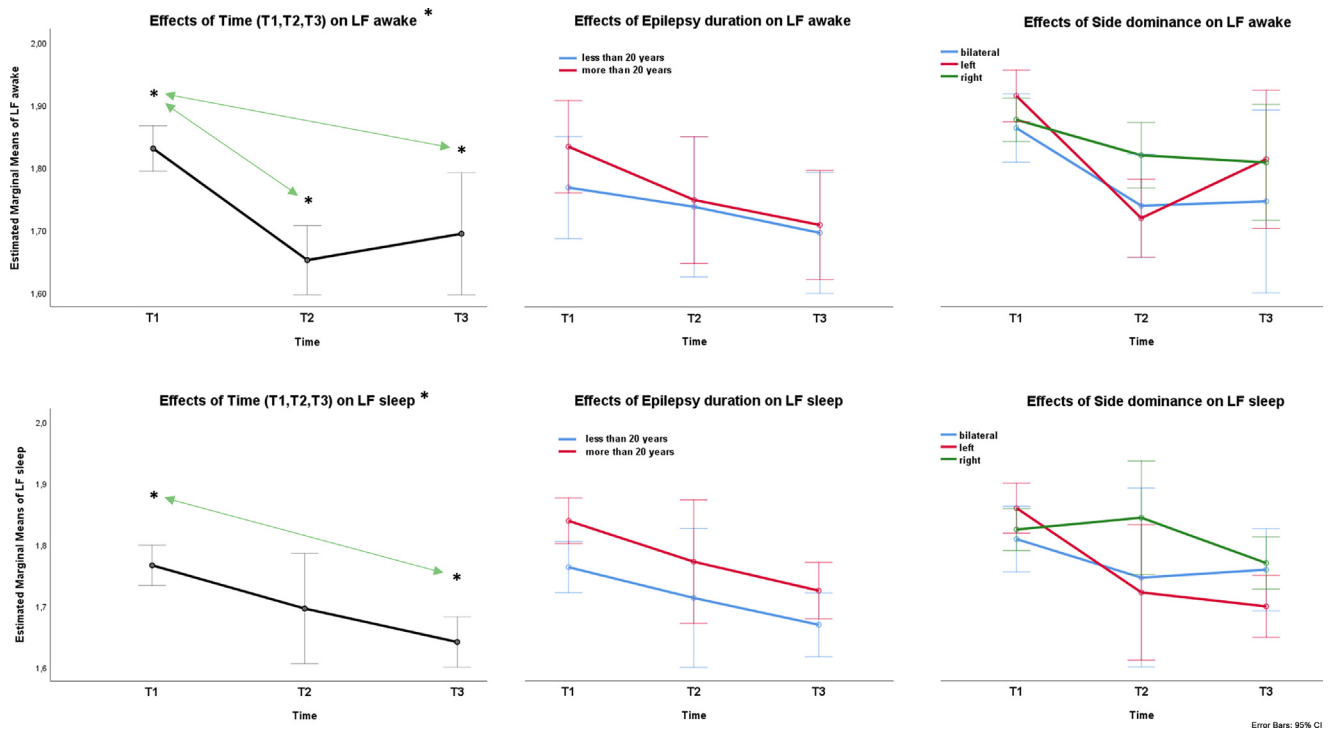 Effects of Time (T1,T2,T3) on LF awake *
Effects of Epilepsy duration on LF awake
Effects of Side dominance on LF awake
Estimated Marginal Means of LF awake
2,00
1,90
1,80
1,70
1,60
*
*
*
T1
T2
T3
Time
less than 20 years
more than 20 years
T1
T2
T3
Time
bilateral
left
right
T1
T2
T3
Time
Effects of Time (T1,T2,T3) on LF sleep *
Effects of Epilepsy duration on LF sleep
Effects of Side dominance on LF sleep
Estimated Marginal Means of LF sleep
2,0
1,9
1,8
1,7
1,6
*
*
T1
T2
T3
Time
less than 20 years
more than 20 years
T1
T2
T3
Time
bilateral
left
right
T1
T2
T3
Time
Error Bars: 95% CI